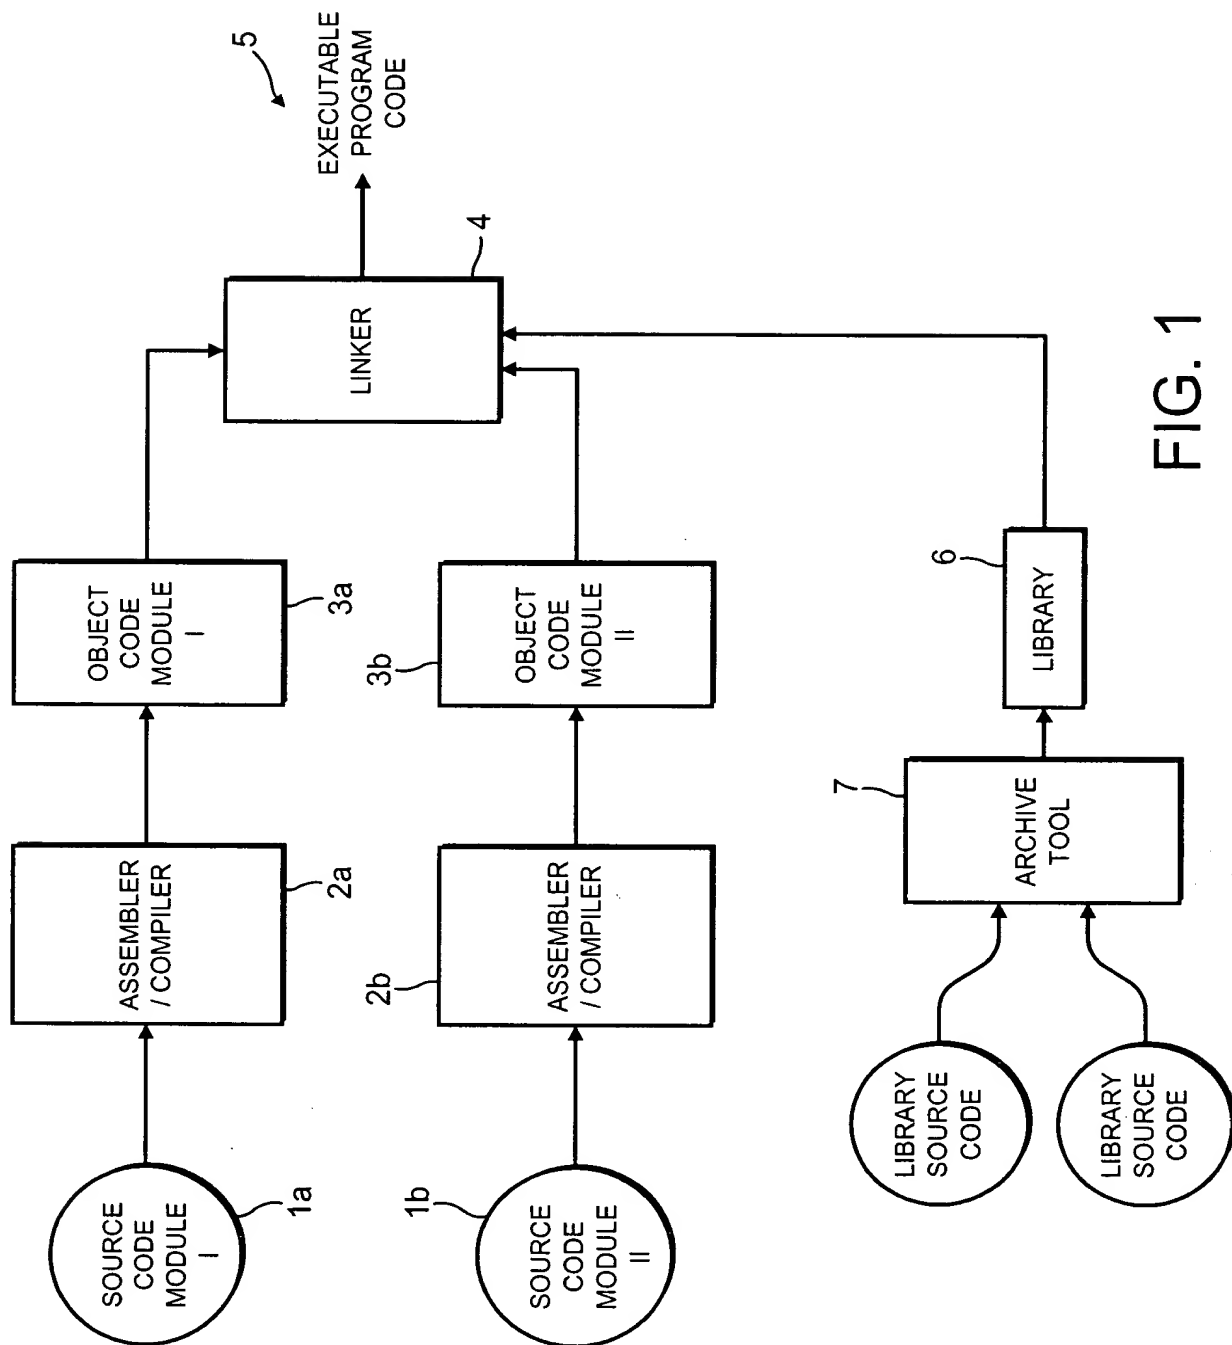 SOURCE
CODE
MODULE
I
1a
ASSEMBLER
/ COMPILER
2a
OBJECT
CODE
MODULE
I
3a
SOURCE
CODE
MODULE
II
1b
ASSEMBLER
/ COMPILER
2b
OBJECT
CODE
MODULE
II
3b
LINKER
4
EXECUTABLE
PROGRAM
CODE
5
LIBRARY
SOURCE
CODE
LIBRARY
SOURCE
CODE
ARCHIVE
TOOL
7
LIBRARY
6
FIG. 1